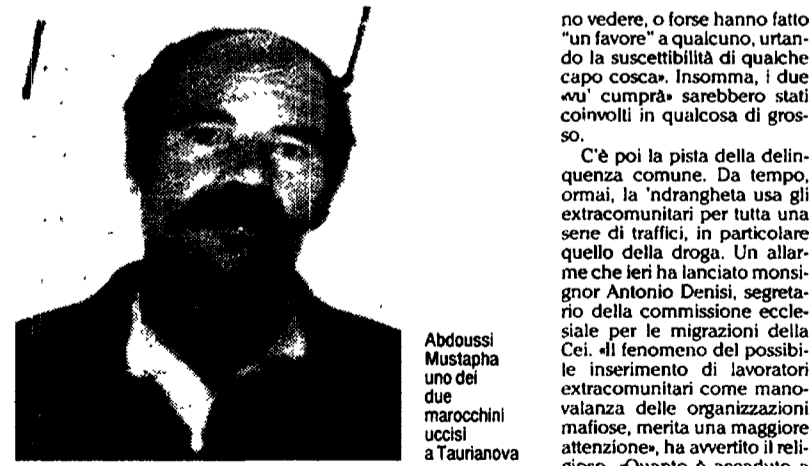 Abdoussi
Mustapha
uno dei
due
marocchini
uccisi
a Taurianova
no vedere, o forse hanno fatto
"un favore" a qualcuno, urtan-
do la suscettibilità di qualche
capo cosca». Insomma, i due
«vu' cumprà» sarebbero stati
coinvolti in qualcosa di gros-
so.
C'è poi la pista della delin-
quenza comune. Da tempo,
ormai, la 'ndrangheta usa gli
extracomunitari per tutta una
serie di traffici, in particolare
quello della droga. Un allar-
me che ieri ha lanciato monsi-
gnor Antonio Denisi, segreta-
rio della commissione eccle-
siale per le migrazioni della
Cei. «Il fenomeno del possibi-
le inserimento di lavoratori
extracomunitari come mano-
valanza delle organizzazioni
mafiose, merita una maggiore
attenzione», ha avvertito il reli-
gioso. «Quanto è accaduto a